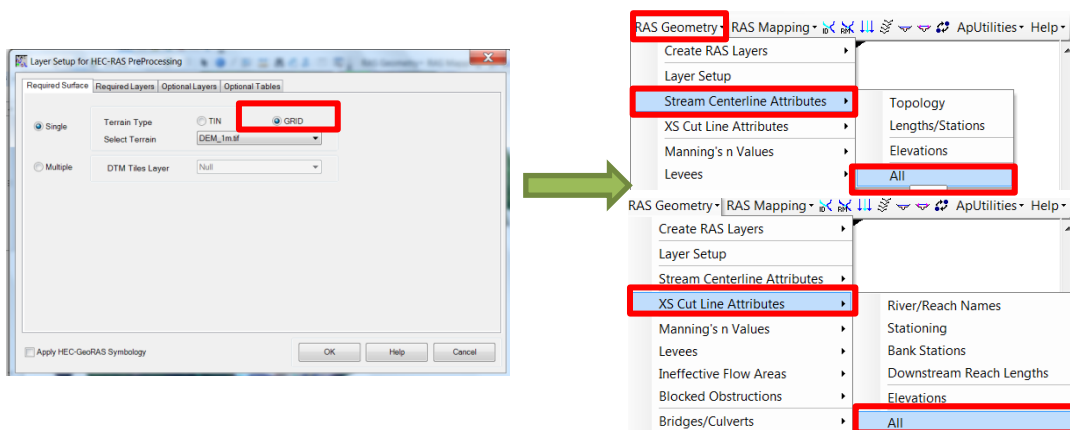 Layer Setup for HEC-RAS PreProcessing
Required Surface Required Layers Optional Layers Optional Tables
Single Terrain Type TIN GRID
Select Terrain DEM_1m.tif
Multiple DTM Tiles Layer Null
Apply HEC-GeoRAS Symbology OK Help Cancel
RAS Geometry RAS Mapping ApUtilities Help
Create RAS Layers
Layer Setup
Stream Centerline Attributes Topology
XS Cut Line Attributes Lengths/Stations
Manning's n Values Elevations
Levees All
RAS Geometry RAS Mapping ApUtilities Help
Create RAS Layers
Layer Setup
Stream Centerline Attributes
XS Cut Line Attributes River/Reach Names
Manning's n Values Stationing
Levees Bank Stations
Ineffective Flow Areas Downstream Reach Lengths
Blocked Obstructions Elevations
Bridges/Culverts All